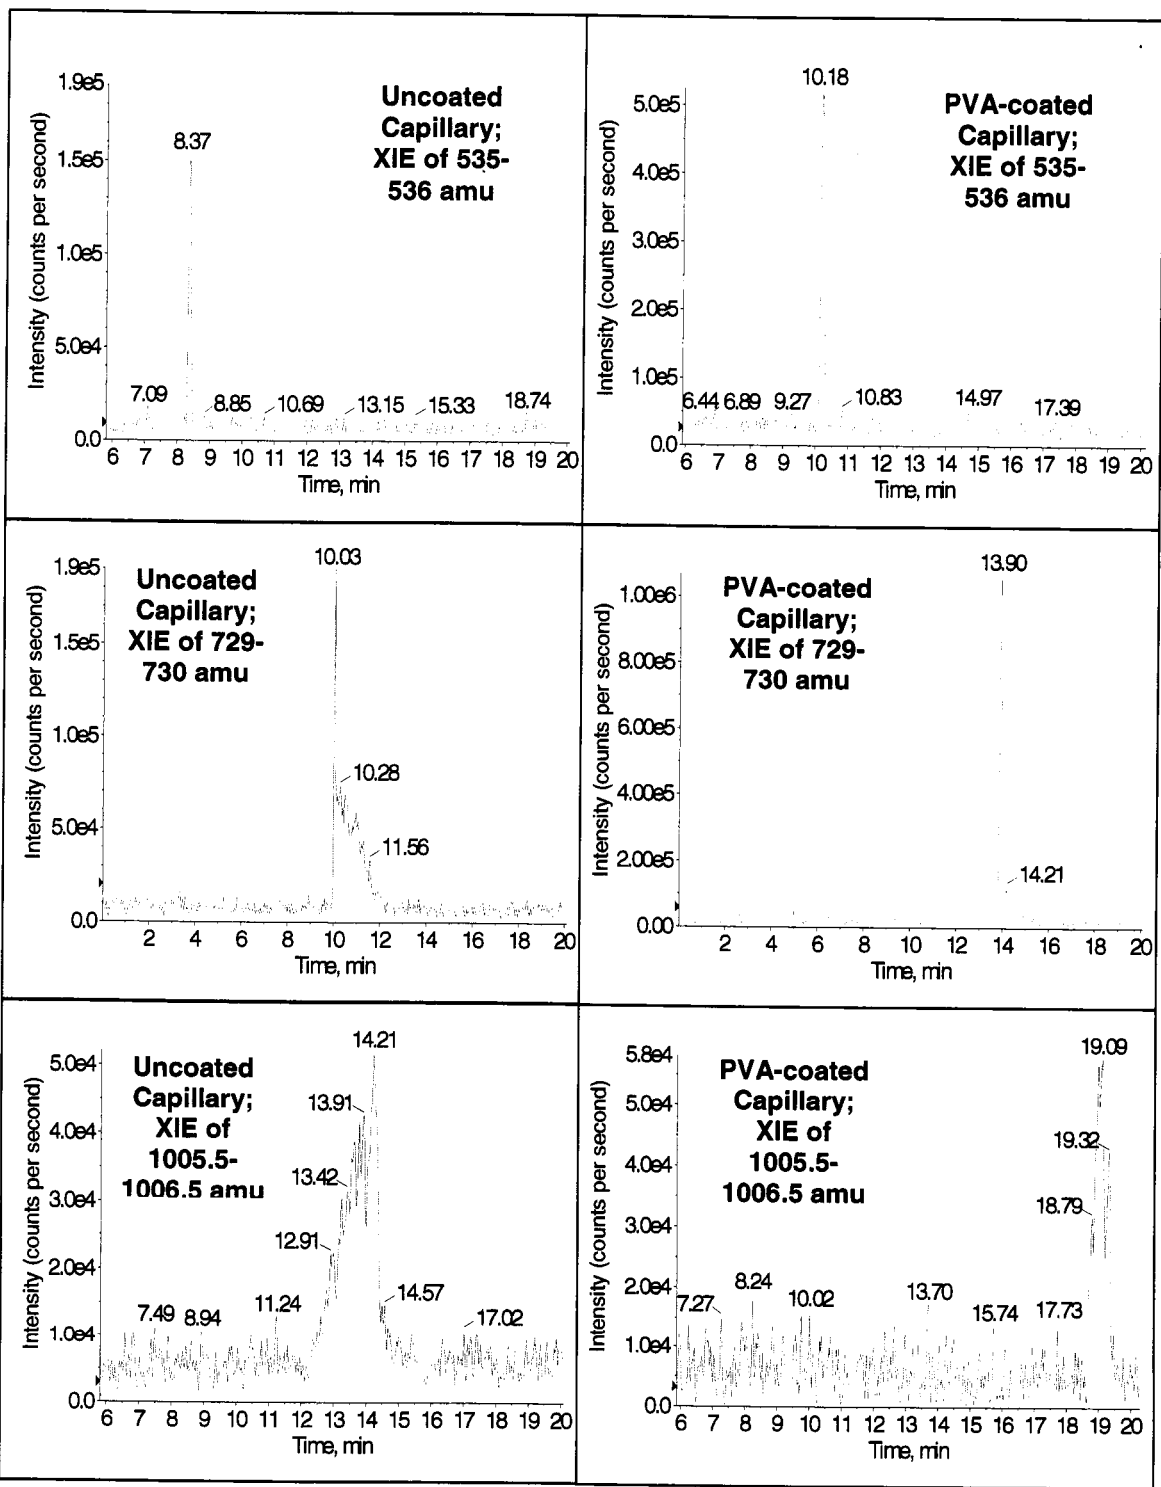 Uncoated
Capillary;
XIE of 535-
536 amu
Intensity (counts per second)
1.9e5
1.5e5
1.0e5
5.0e4
0.0
8.37
7.09
8.85
10.69
13.15
15.33
18.74
6 7 8 9 10 11 12 13 14 15 16 17 18 19 20
Time, min
PVA-coated
Capillary;
XIE of 535-
536 amu
Intensity (counts per second)
5.0e5
4.0e5
3.0e5
2.0e5
1.0e5
0.0
10.18
6.44 6.89 9.27
10.83
14.97
17.39
6 7 8 9 10 11 12 13 14 15 16 17 18 19 20
Time, min
Uncoated
Capillary;
XIE of 729-
730 amu
Intensity (counts per second)
1.9e5
1.5e5
1.0e5
5.0e4
0.0
10.03
10.28
11.56
2 4 6 8 10 12 14 16 18 20
Time, min
PVA-coated
Capillary;
XIE of 729-
730 amu
Intensity (counts per second)
1.00e6
8.00e5
6.00e5
4.00e5
2.00e5
0.00
13.90
14.21
2 4 6 8 10 12 14 16 18 20
Time, min
Uncoated
Capillary;
XIE of
1005.5-
1006.5 amu
Intensity (counts per second)
5.0e4
4.0e4
3.0e4
2.0e4
1.0e4
0.0
14.21
13.91
13.42
12.91
14.57
7.49 8.94
11.24
17.02
6 7 8 9 10 11 12 13 14 15 16 17 18 19 20
Time, min
PVA-coated
Capillary;
XIE of
1005.5-
1006.5 amu
Intensity (counts per second)
5.8e4
5.0e4
4.0e4
3.0e4
2.0e4
1.0e4
0.0
19.09
19.32
18.79
7.27
8.24
10.02
13.70
15.74
17.73
6 7 8 9 10 11 12 13 14 15 16 17 18 19 20
Time, min